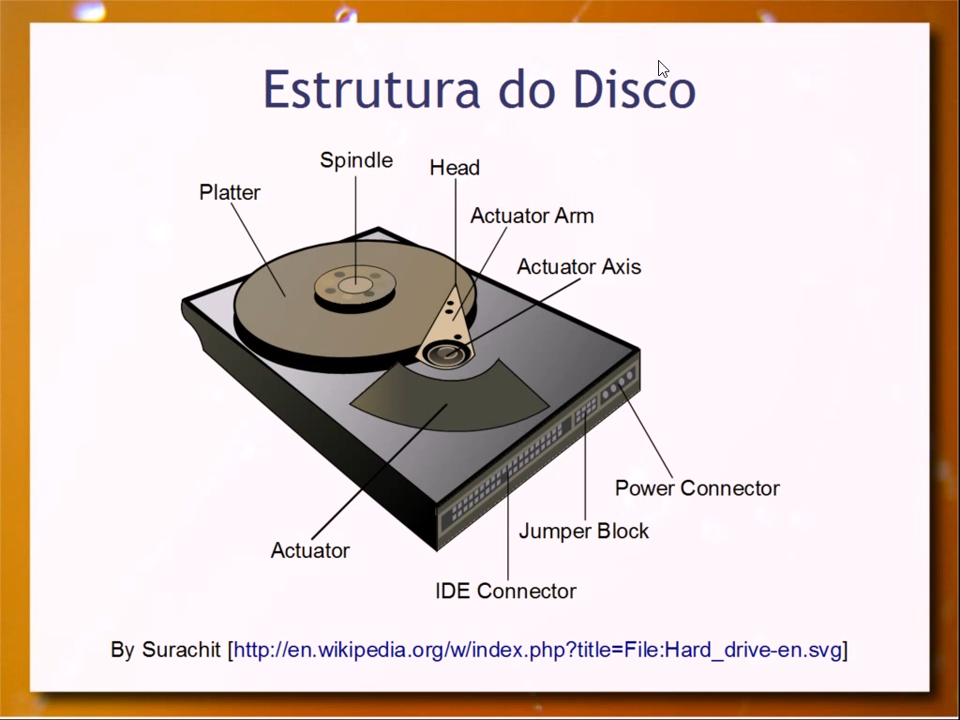 Estrutura do Disco
Spindle
Head
Platter
Actuator Arm
Actuator Axis
Power Connector
Jumper Block
Actuator
IDE Connector
By Surachit [http://en.wikipedia.org/w/index.php?title=File:Hard_drive-en.svg]